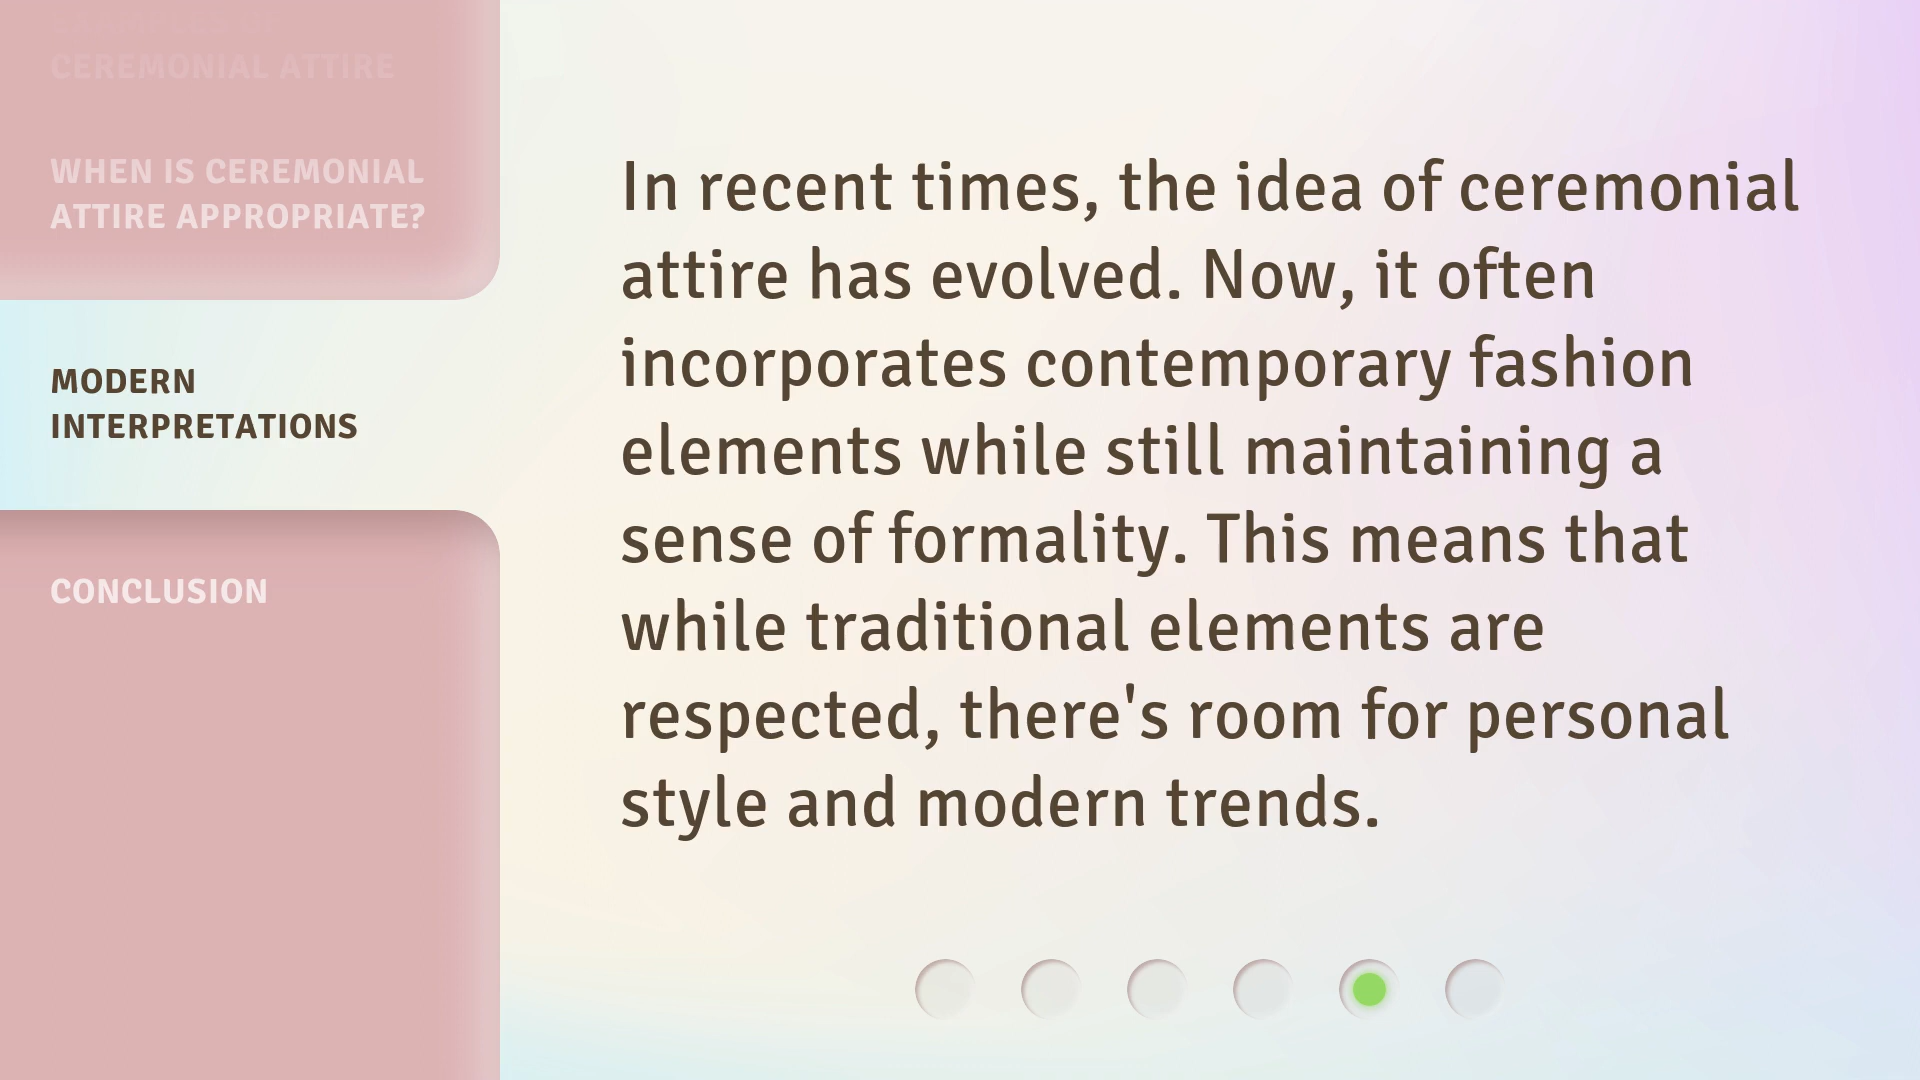 EXAMPLES OF
CEREMONIAL ATTIRE
WHEN IS CEREMONIAL
ATTIRE APPROPRIATE?
MODERN
INTERPRETATIONS
CONCLUSION
In recent times, the idea of ceremonial
attire has evolved. Now, it often
incorporates contemporary fashion
elements while still maintaining a
sense of formality. This means that
while traditional elements are
respected, there's room for personal
style and modern trends.